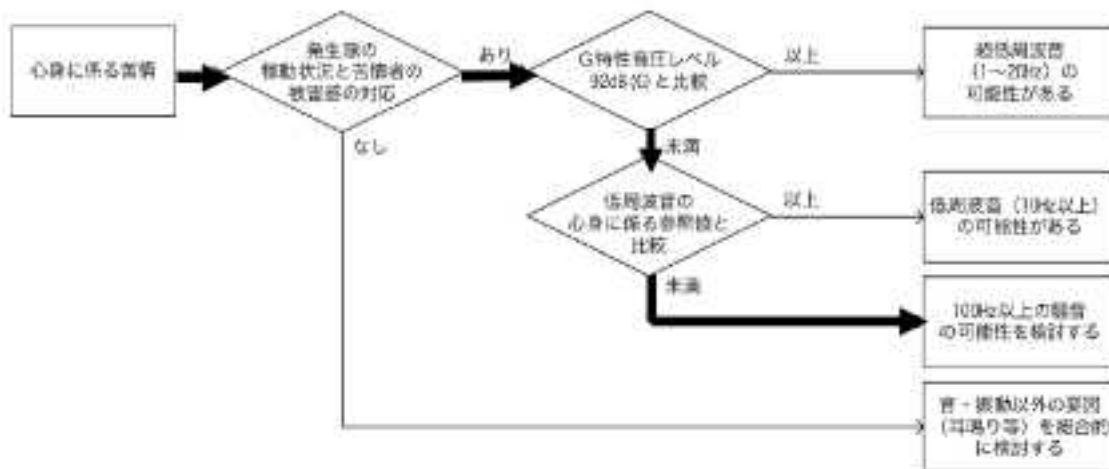 心身に係る苦情
発生源の
稼動状況と苦情者の
被害感の対応
あり
なし
G特性音圧レベル
92dB(G)と比較
以上
未満
超低周波音
(1~20Hz)の
可能性がある
低周波音の
心身に係る参照値と
比較
以上
未満
低周波音(10Hz以上)
の可能性がある
100Hz以上の騒音
の可能性を検討する
音・振動以外の要因
(耳鳴り等)を総合的
に検討する